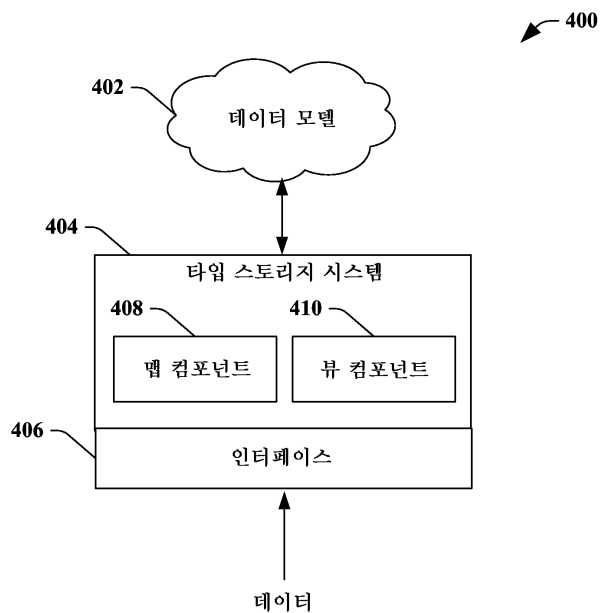 400
402
데이터 모델
404
타입 스토리지 시스템
408
410
맵 컴포넌트
뷰 컴포넌트
406
인터페이스
데이터